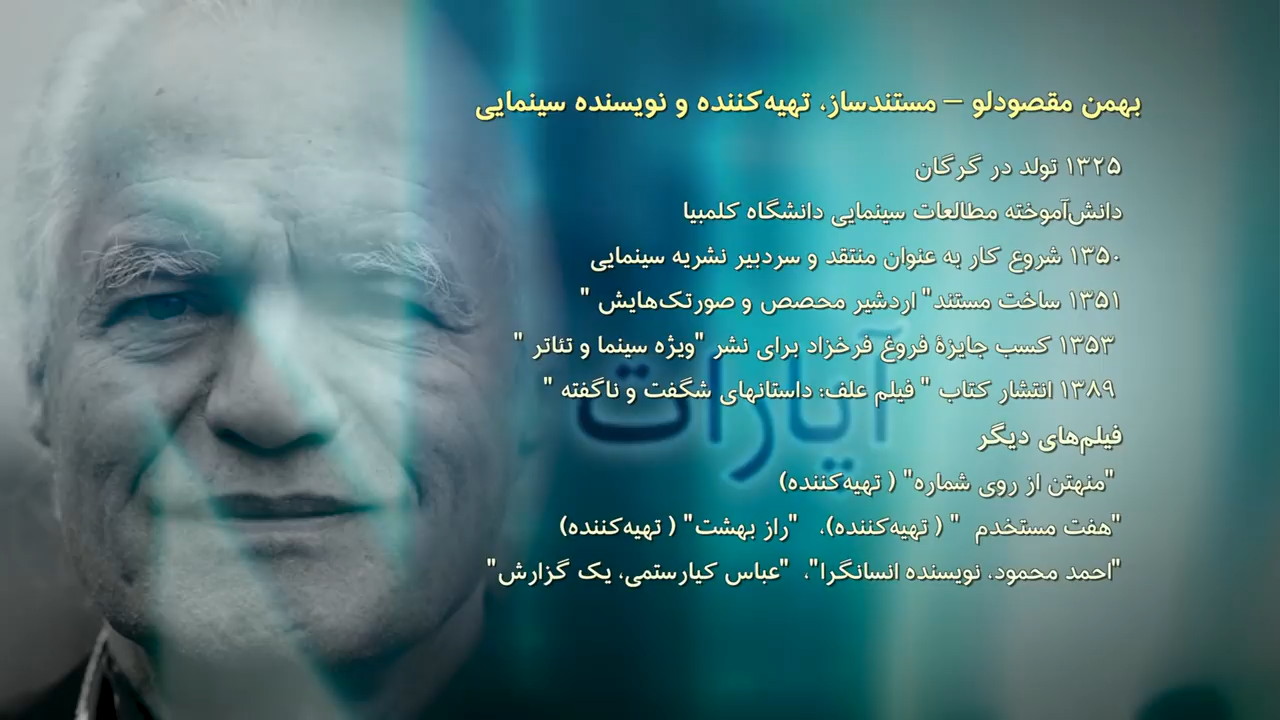 بهمن مقصودلو – مستندساز، تهیه‌کننده و نویسنده سینمایی
۱۳۲۵ تولد در گرگان
دانش‌آموخته مطالعات سینمایی دانشگاه کلمبیا
۱۳۵۰ شروع کار به عنوان منتقد و سردبیر نشریه سینمایی
۱۳۵۱ ساخت مستند" اردشیر محصص و صورتک‌هایش "
۱۳۵۳ کسب جایزهٔ فروغ فرخزاد برای نشر "ویژه سینما و تئاتر "
۱۳۸۹ انتشار کتاب " فیلم علف: داستانهای شگفت و ناگفته "
آپارات
فیلم‌های دیگر
"منهتن از روی شماره" ( تهیه‌کننده)
"هفت مستخدم " ( تهیه‌کننده)، "راز بهشت" ( تهیه‌کننده)
"احمد محمود، نویسنده انسانگرا"، "عباس کیارستمی، یک گزارش"